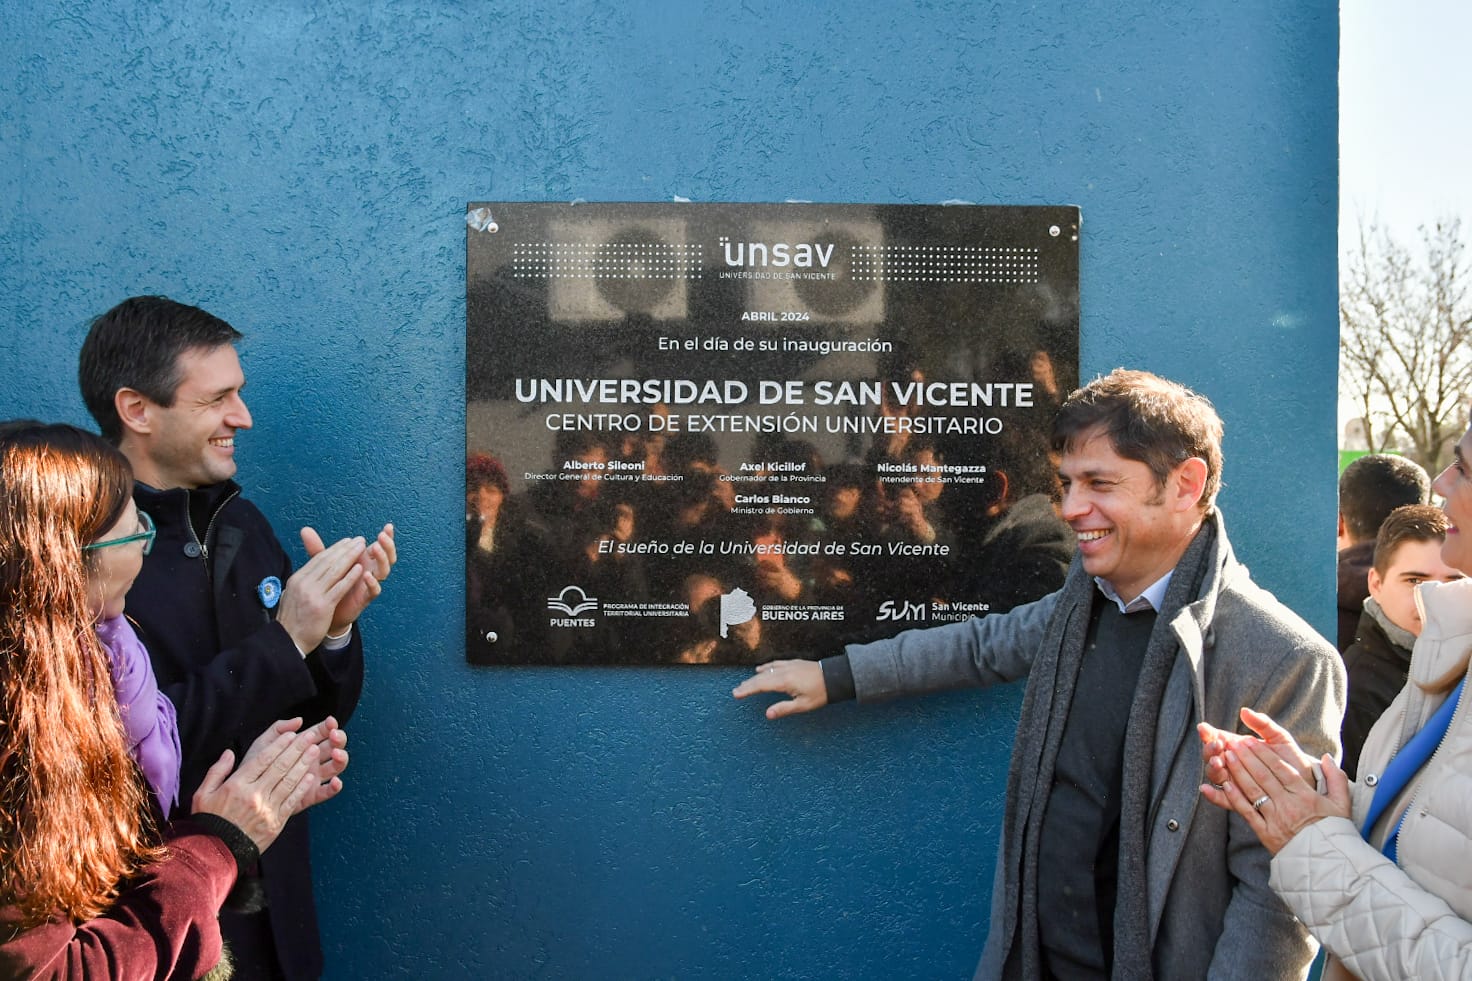 unsav
UNIVERSIDAD DE SAN VICENTE
ABRIL 2024
En el día de su inauguración
UNIVERSIDAD DE SAN VICENTE
CENTRO DE EXTENSIÓN UNIVERSITARIO
Alberto Sileoni
Director General de Cultura y Educación
Axel Kicillof
Gobernador de la Provincia
Nicolás Mantegazza
Intendente de San Vicente
Carlos Bianco
Ministro de Gobierno
El sueño de la Universidad de San Vicente
PUENTES
PROGRAMA DE INTEGRACIÓN
TERRITORIAL UNIVERSITARIA
GOBIERNO DE LA PROVINCIA DE
BUENOS AIRES
SVM
San Vicente
Municipio